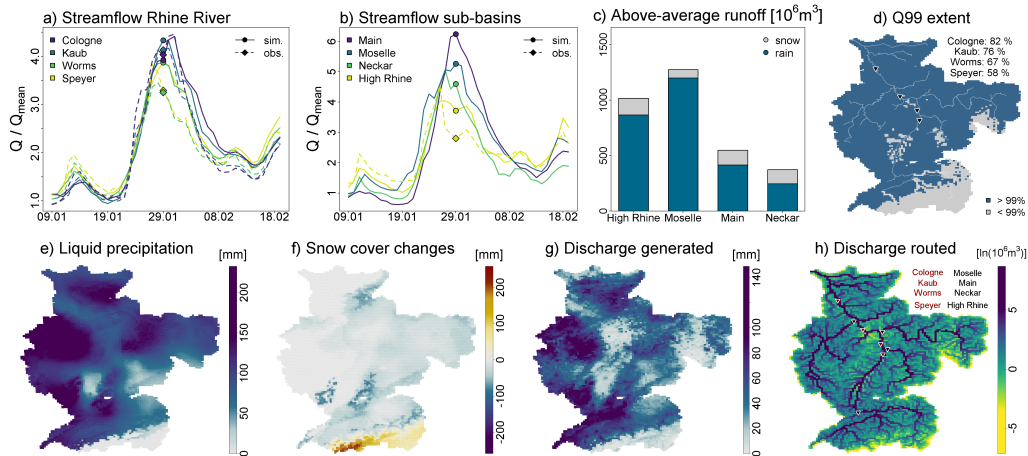 a) Streamflow Rhine River
Q / Qmean
1.0 2.0 3.0 4.0
Cologne
Kaub
Worms
Speyer
sim.
obs.
09.01 19.01 29.01 08.02 18.02
b) Streamflow sub-basins
Q / Qmean
1 2 3 4 5 6
Main
Moselle
Neckar
High Rhine
sim.
obs.
09.01 19.01 29.01 08.02 18.02
c) Above-average runoff [10⁶m³]
snow
rain
0 500 1000 1500
High Rhine Moselle Main Neckar
d) Q99 extent
Cologne: 82 %
Kaub: 76 %
Worms: 67 %
Speyer: 58 %
> 99%
< 99%
e) Liquid precipitation
[mm]
0 50 100 150 200
f) Snow cover changes
[mm]
-200 -100 0 100 200
g) Discharge generated
[mm]
0 20 40 60 80 100 140
h) Discharge routed
[ln(10⁶m³)]
Cologne Moselle
Kaub Main
Worms Neckar
Speyer High Rhine
-5 0 5